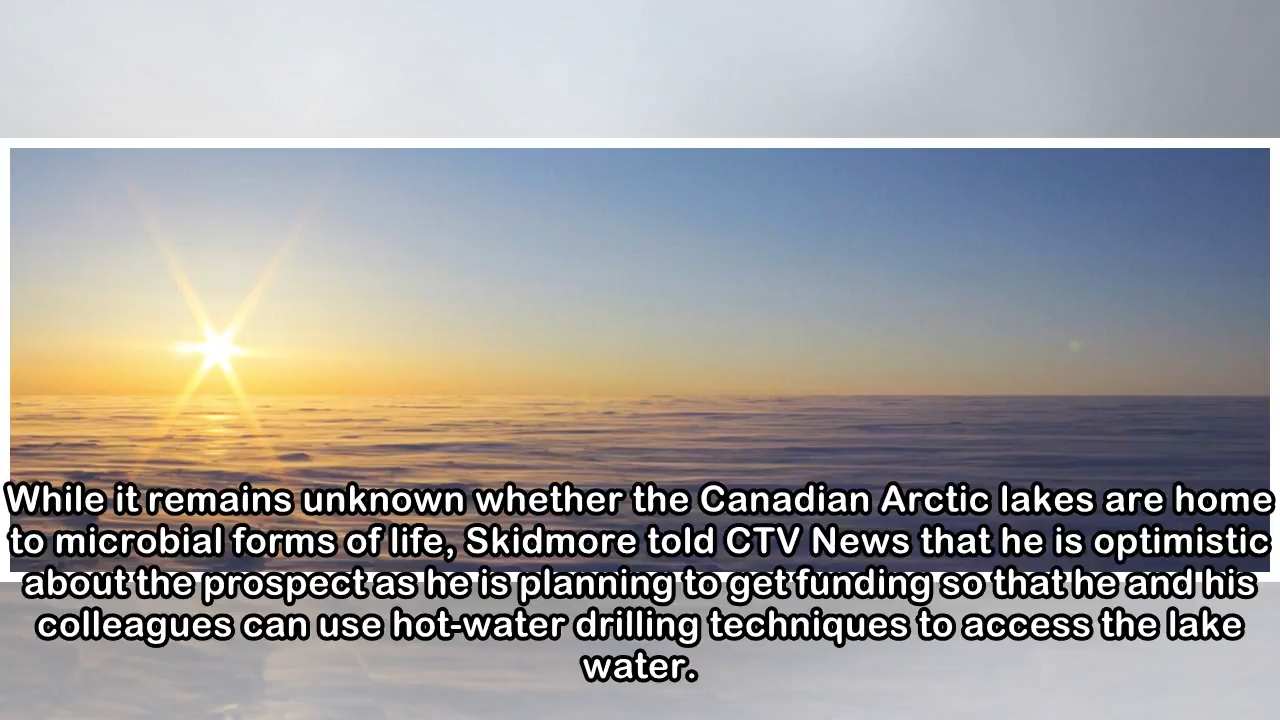 While it remains unknown whether the Canadian Arctic lakes are home
to microbial forms of life, Skidmore told CTV News that he is optimistic
about the prospect as he is planning to get funding so that he and his
colleagues can use hot-water drilling techniques to access the lake
water.